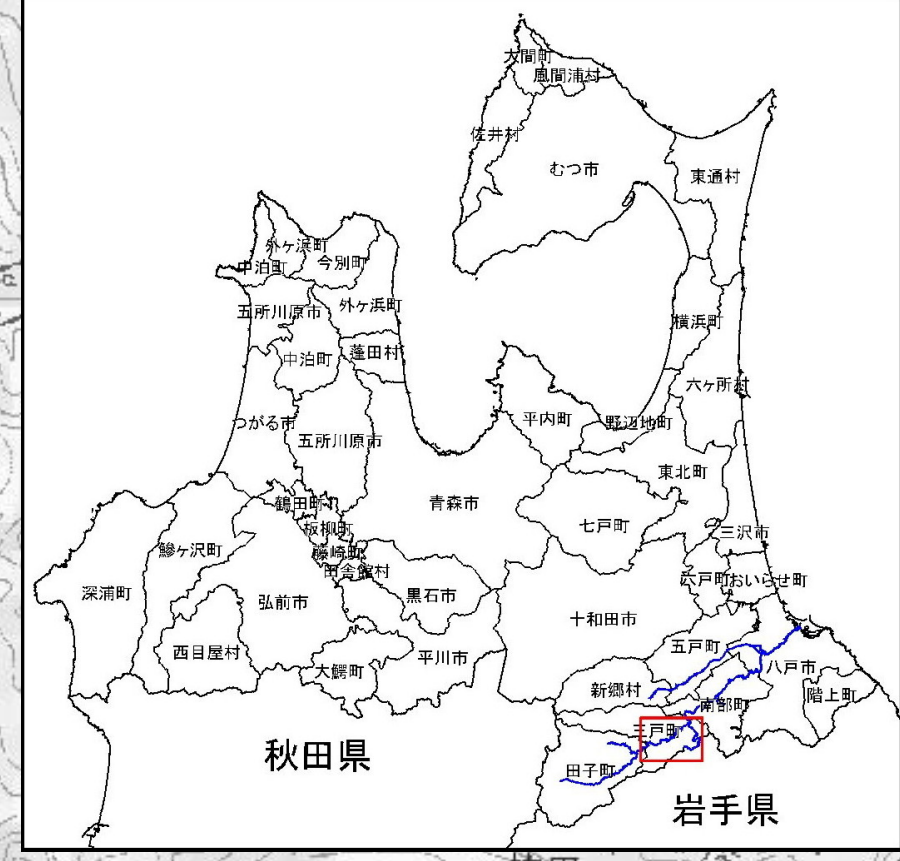 大間町
風間浦村
佐井村
むつ市
東通村
外ヶ浜町
中泊町
今別町
五所川原市
外ヶ浜町
横浜町
中泊町
蓬田村
六ヶ所村
つがる市
五所川原市
平内町
野辺地町
東北町
青森市
鶴田町
七戸町
板柳町
三沢市
藤崎町
田舎館村
鰺ヶ沢町
六戸町
おいらせ町
深浦町
弘前市
黒石市
十和田市
西目屋村
大鰐町
平川市
五戸町
八戸市
新郷村
南部町
階上町
三戸町
田子町
秋田県
岩手県